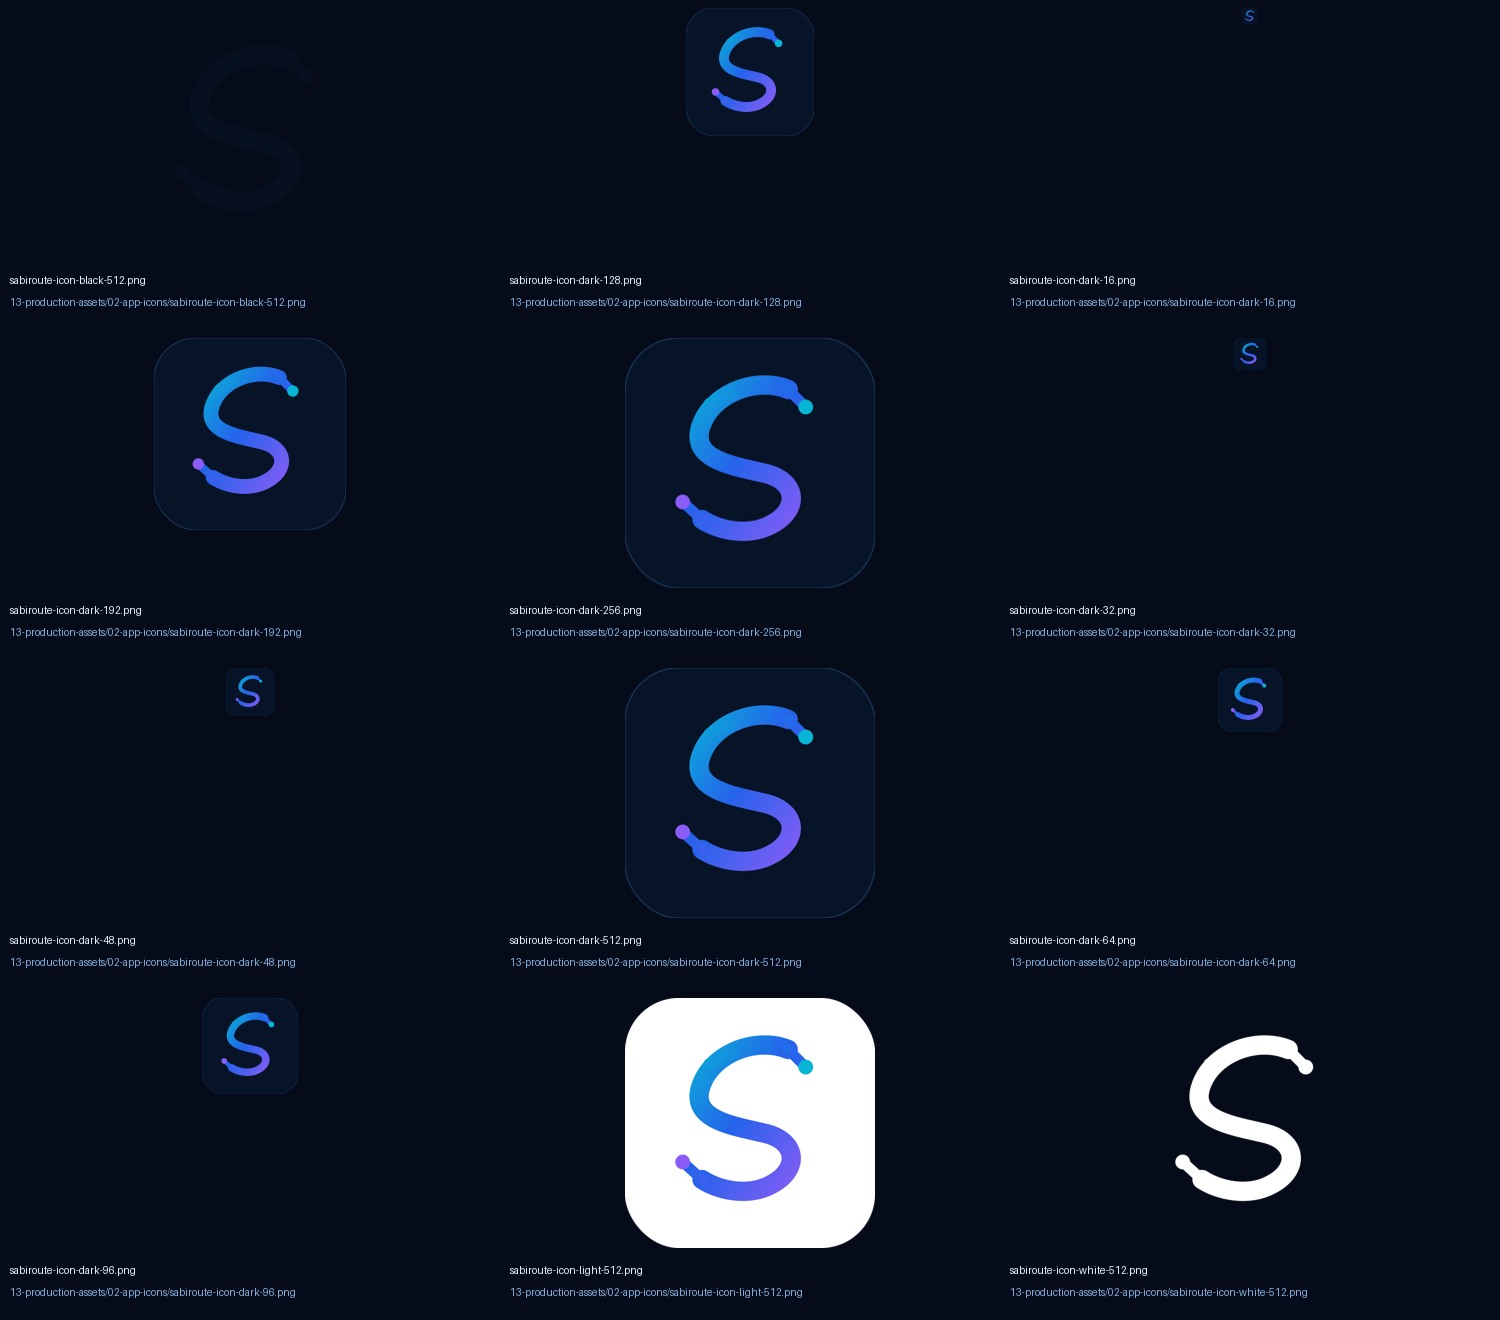 sabiroute-icon-black-512.png
13-production-assets/02-app-icons/sabiroute-icon-black-512.png
sabiroute-icon-dark-128.png
13-production-assets/02-app-icons/sabiroute-icon-dark-128.png
sabiroute-icon-dark-16.png
13-production-assets/02-app-icons/sabiroute-icon-dark-16.png
sabiroute-icon-dark-192.png
13-production-assets/02-app-icons/sabiroute-icon-dark-192.png
sabiroute-icon-dark-256.png
13-production-assets/02-app-icons/sabiroute-icon-dark-256.png
sabiroute-icon-dark-32.png
13-production-assets/02-app-icons/sabiroute-icon-dark-32.png
sabiroute-icon-dark-48.png
13-production-assets/02-app-icons/sabiroute-icon-dark-48.png
sabiroute-icon-dark-512.png
13-production-assets/02-app-icons/sabiroute-icon-dark-512.png
sabiroute-icon-dark-64.png
13-production-assets/02-app-icons/sabiroute-icon-dark-64.png
sabiroute-icon-dark-96.png
13-production-assets/02-app-icons/sabiroute-icon-dark-96.png
sabiroute-icon-light-512.png
13-production-assets/02-app-icons/sabiroute-icon-light-512.png
sabiroute-icon-white-512.png
13-production-assets/02-app-icons/sabiroute-icon-white-512.png